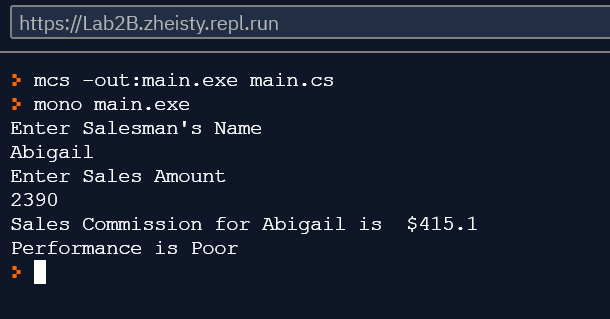 https://Lab2B.zheisty.repl.run
mcs -out:main.exe main.cs
mono main.exe
Enter Salesman's Name
Abigail
Enter Sales Amount
2390
Sales Commission for Abigail is  $415.1
Performance is Poor